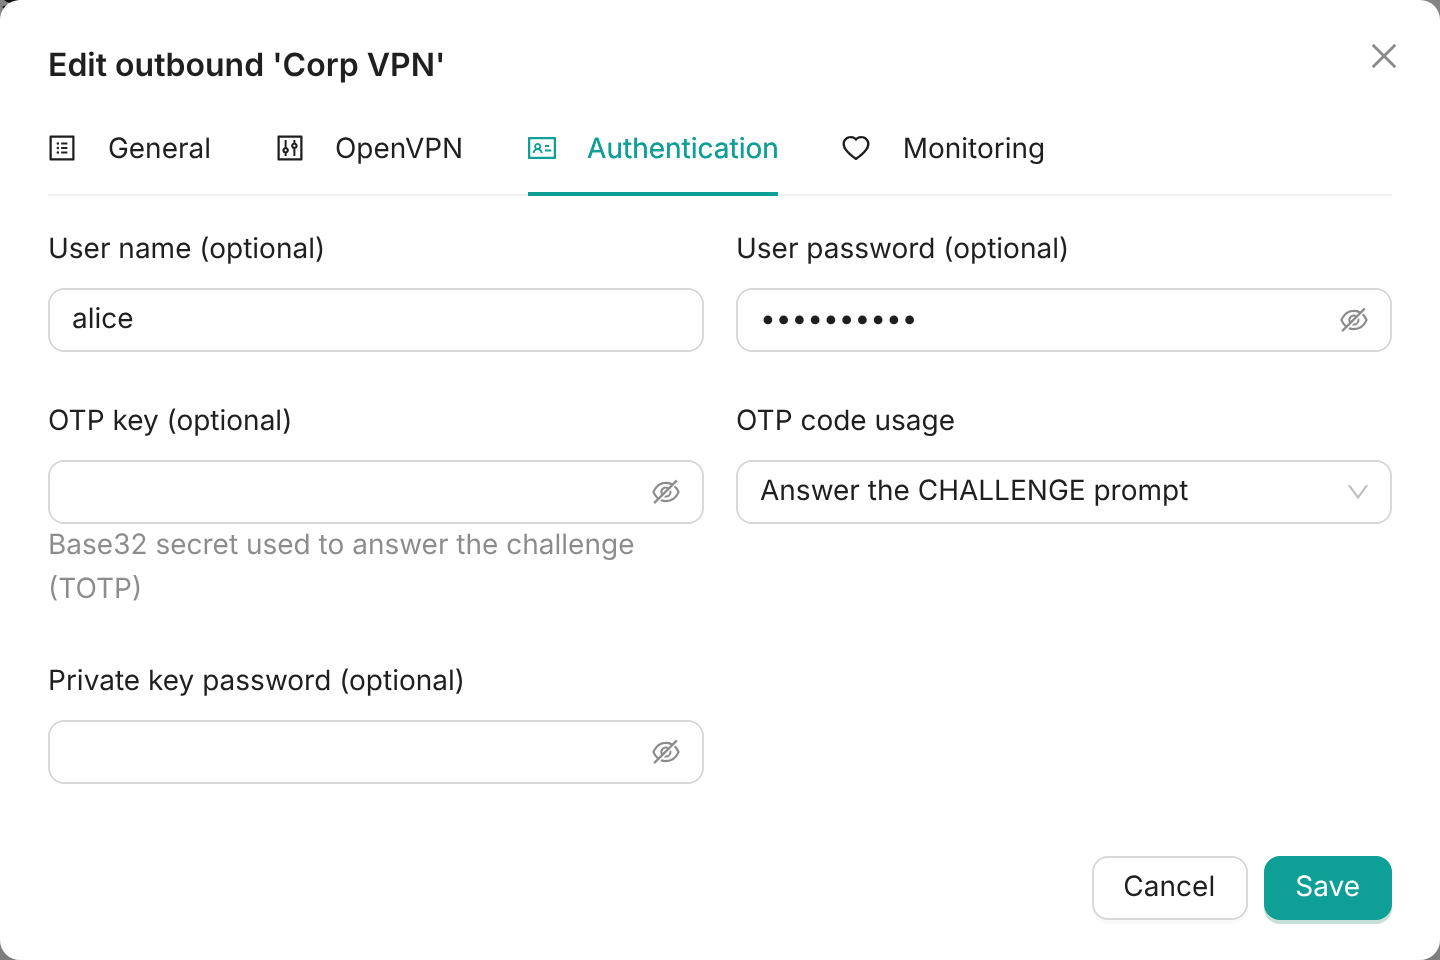 Edit outbound 'Corp VPN'
General
OpenVPN
Authentication
Monitoring
User name (optional)
User password (optional)
alice
••••••••••
OTP key (optional)
OTP code usage
Answer the CHALLENGE prompt
Base32 secret used to answer the challenge
(TOTP)
Private key password (optional)
Cancel
Save